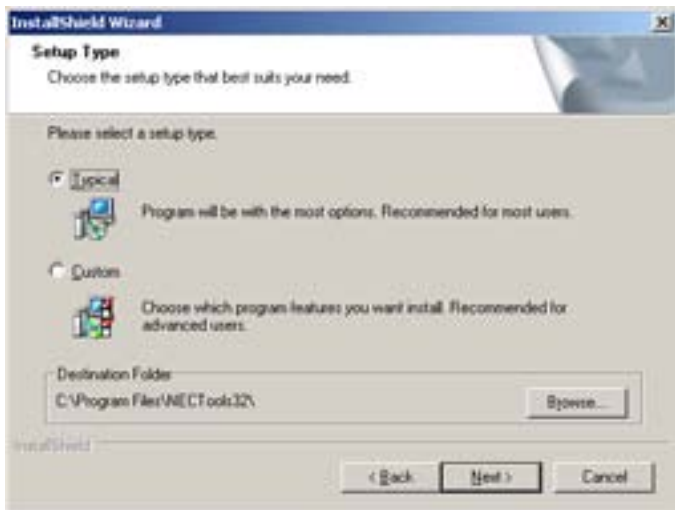 InstallShield Wizard
Setup Type
Choose the setup type that best suits your need.
Please select a setup type.
Typical
Program will be with the most options. Recommended for most users.
Custom
Choose which program features you want install. Recommended for
advanced users.
Destination Folder
C:\Program Files\NECTools32\
Browse...
InstallShield
< Back
Next >
Cancel